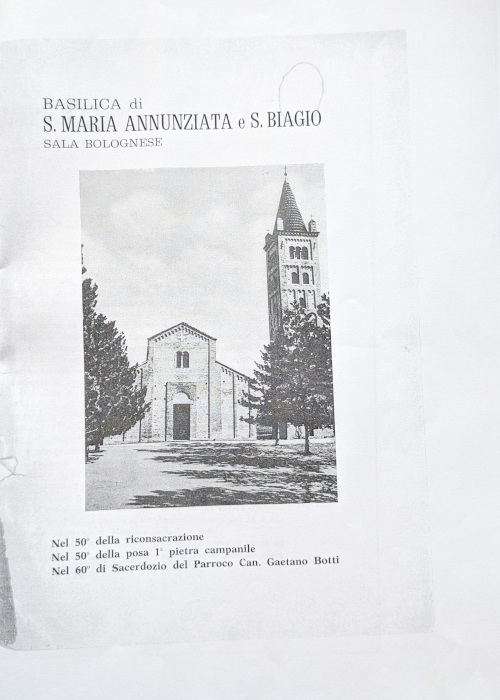 BASILICA di
S. MARIA ANNUNZIATA e S. BIAGIO
SALA BOLOGNESE
Nel 50° della riconsacrazione
Nel 50° della posa 1ª pietra campanile
Nel 60° di Sacerdozio del Parroco Can. Gaetano Botti